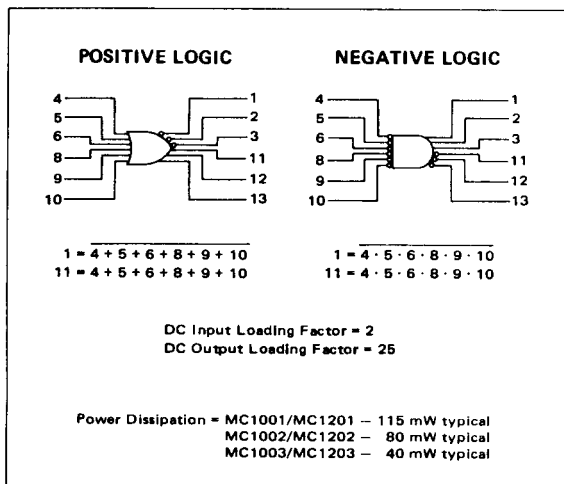 POSITIVE LOGIC
4
5
6
8
9
10
1
2
3
11
12
13
1 = 4 + 5 + 6 + 8 + 9 + 10
11 = 4 + 5 + 6 + 8 + 9 + 10
NEGATIVE LOGIC
4
5
6
8
9
10
1
2
3
11
12
13
1 = 4 · 5 · 6 · 8 · 9 · 10
11 = 4 · 5 · 6 · 8 · 9 · 10
DC Input Loading Factor = 2
DC Output Loading Factor = 25
Power Dissipation = MC1001/MC1201 – 115 mW typical
MC1002/MC1202 – 80 mW typical
MC1003/MC1203 – 40 mW typical